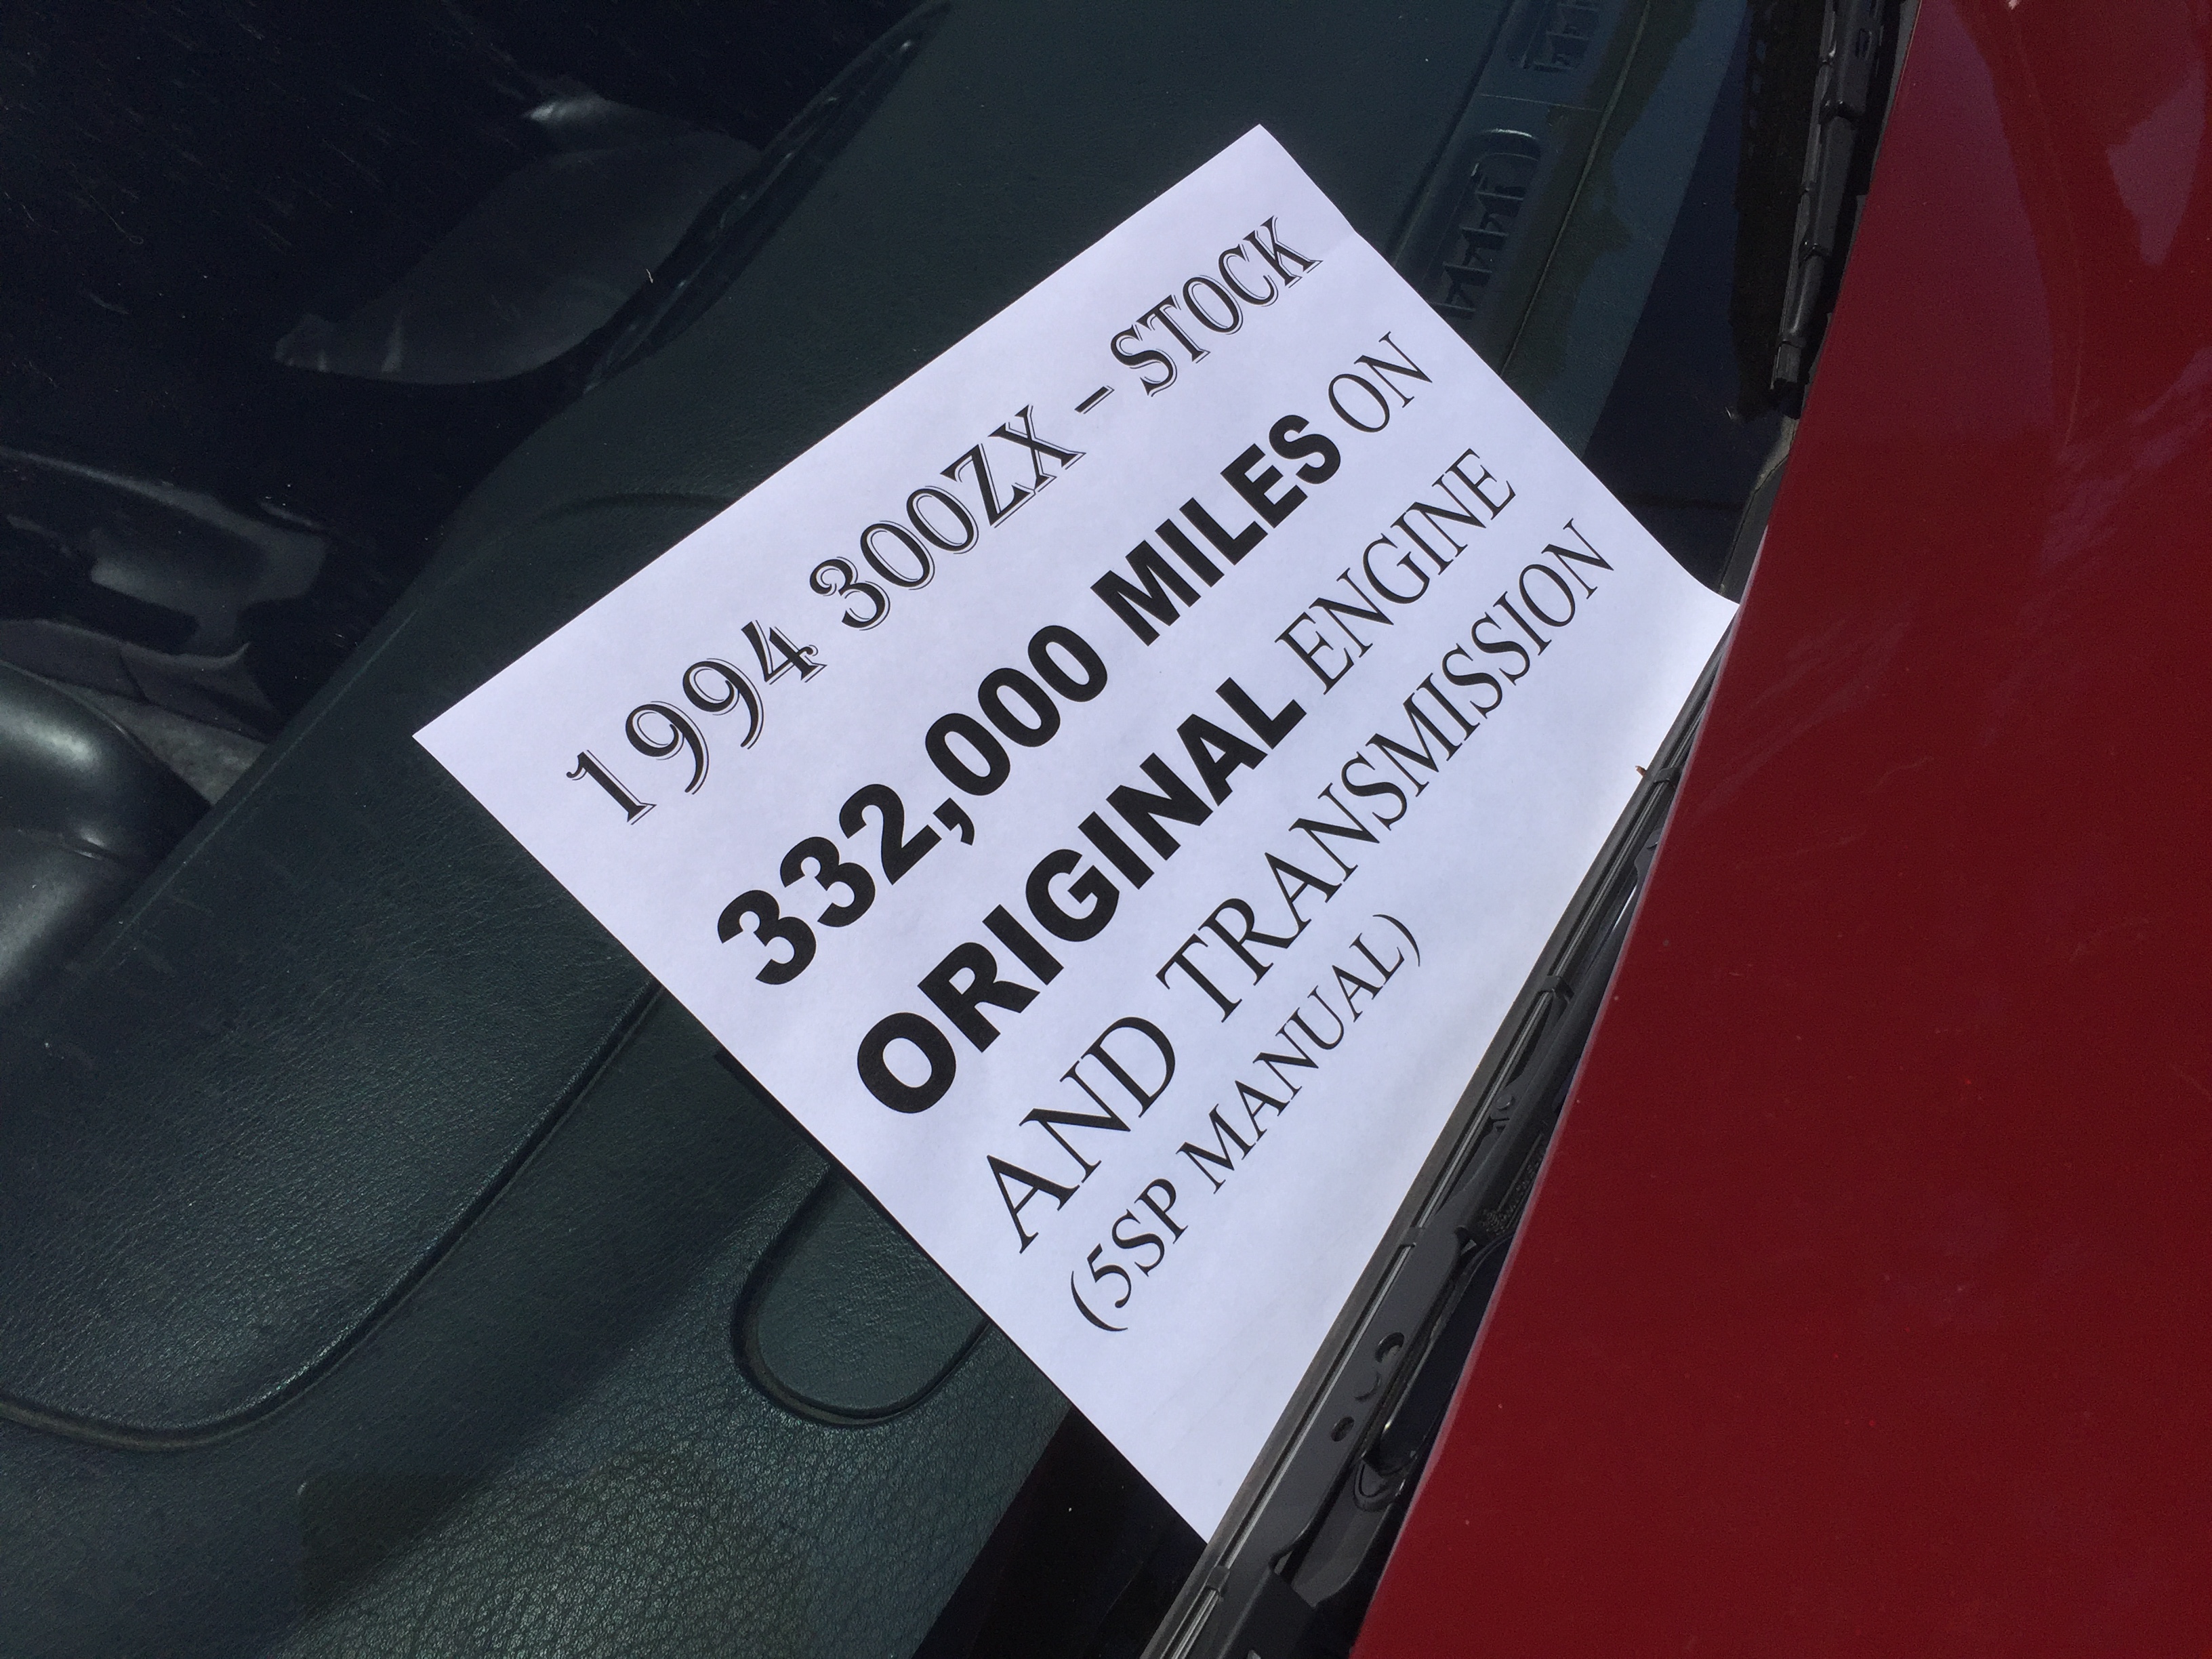 1994 300ZX – STOCK
332,000 MILES ON
ORIGINAL ENGINE
AND TRANSMISSION
(5SP MANUAL)